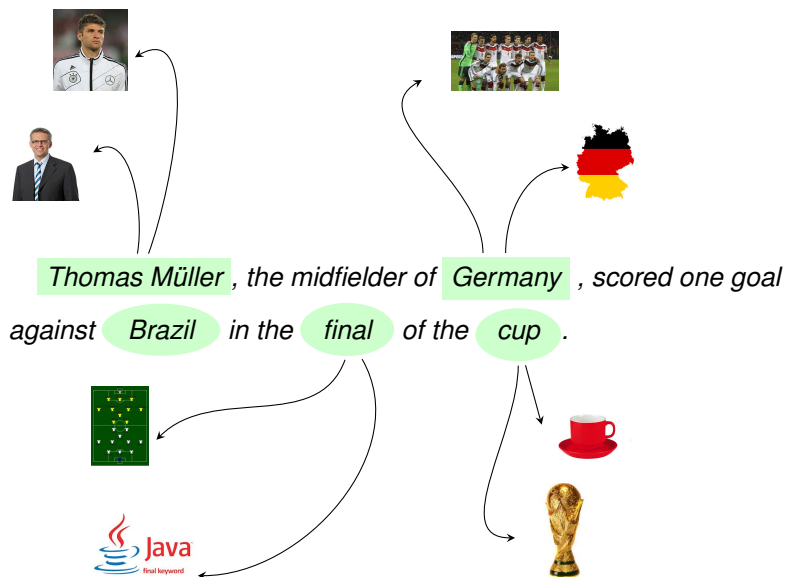 Thomas Müller , the midfielder of Germany , scored one goal
against Brazil in the final of the cup .
Java
final keyword